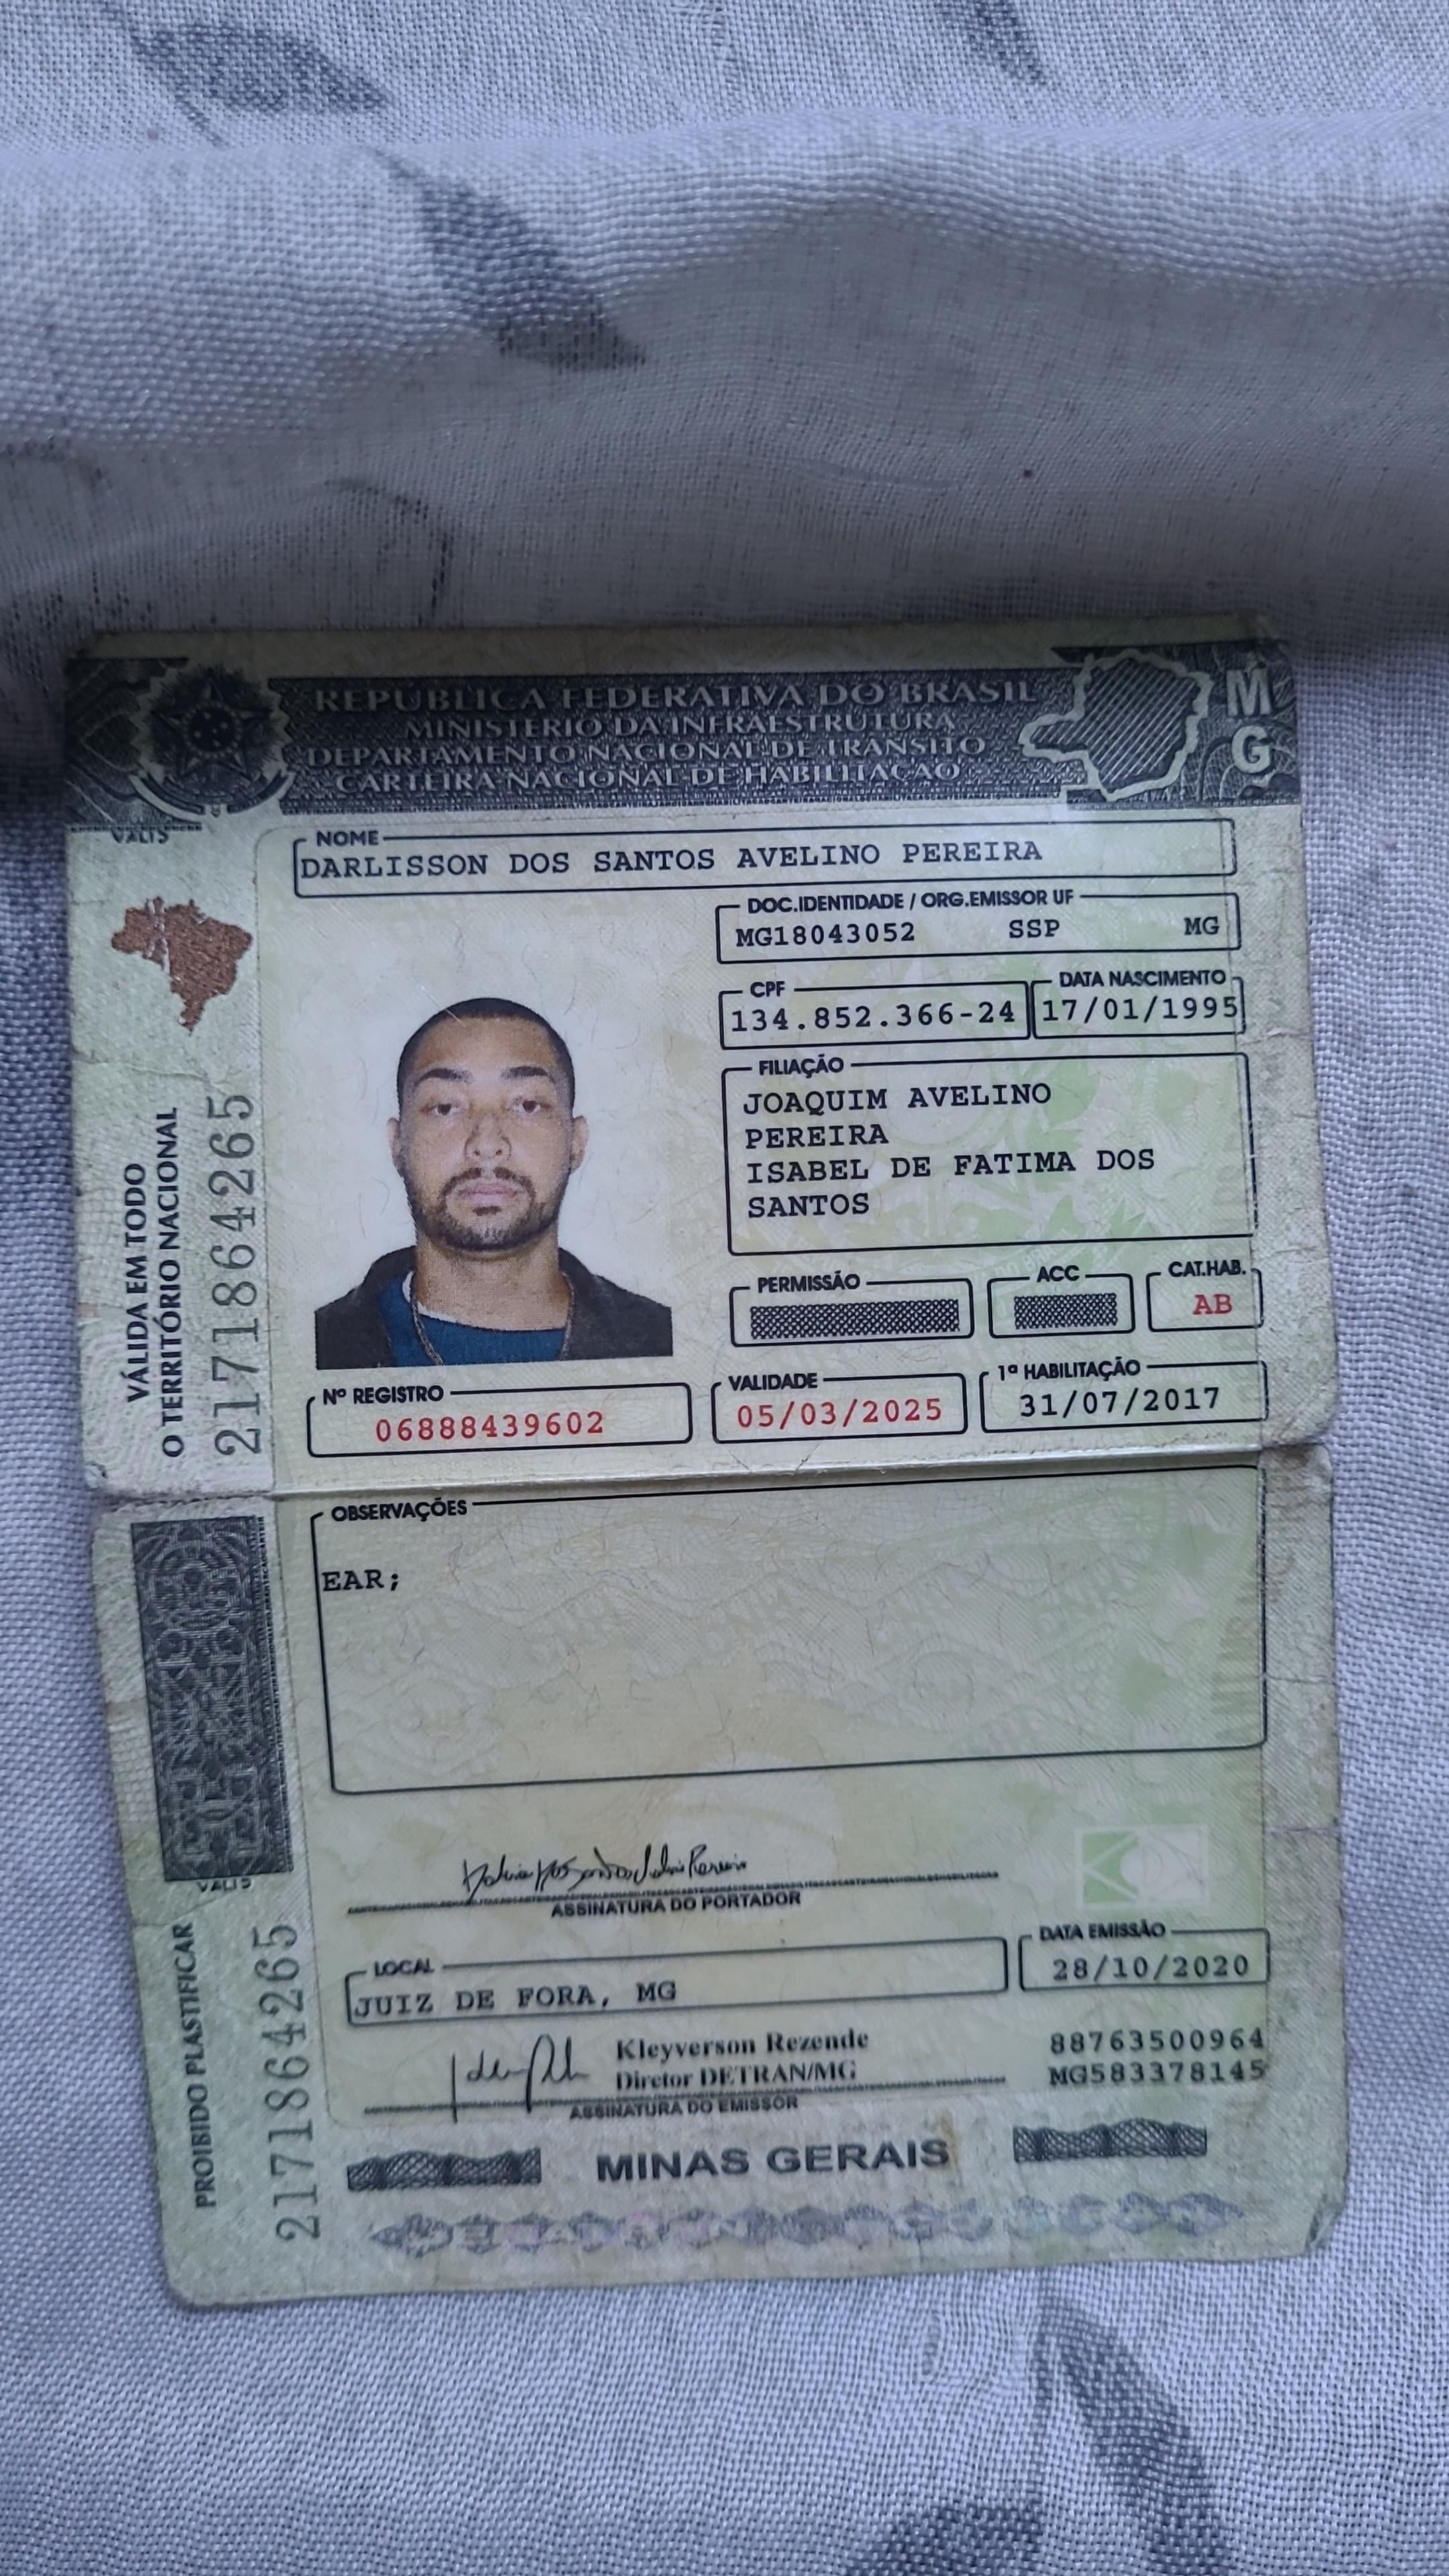 REPÚBLICA FEDERATIVA DO BRASIL
MINISTÉRIO DA INFRAESTRUTURA
DEPARTAMENTO NACIONAL DE TRÂNSITO
CARTEIRA NACIONAL DE HABILITAÇÃO
M
G
NOME
DARLISSON DOS SANTOS AVELINO PEREIRA
DOC.IDENTIDADE / ORG.EMISSOR UF
MG18043052 SSP MG
CPF
134.852.366-24
DATA NASCIMENTO
17/01/1995
FILIAÇÃO
JOAQUIM AVELINO
PEREIRA
ISABEL DE FATIMA DOS
SANTOS
PERMISSÃO
ACC
CAT.HAB.
AB
Nº REGISTRO
06888439602
VALIDADE
05/03/2025
1ª HABILITAÇÃO
31/07/2017
VÁLIDA EM TODO
O TERRITÓRIO NACIONAL
2171864265
OBSERVAÇÕES
EAR;
ASSINATURA DO PORTADOR
LOCAL
JUIZ DE FORA, MG
DATA EMISSÃO
28/10/2020
Kleyverson Rezende
Diretor DETRAN/MG
ASSINATURA DO EMISSOR
88763500964
MG583378145
PROIBIDO PLASTIFICAR
2171864265
MINAS GERAIS